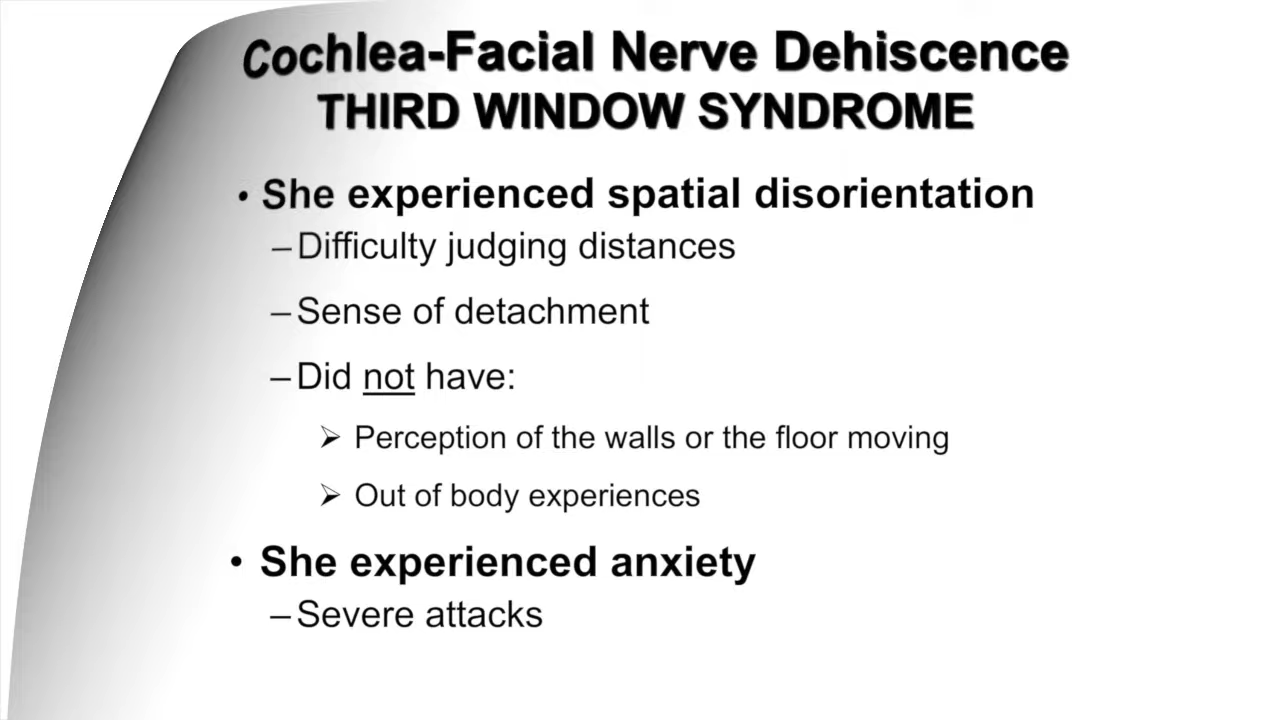 Cochlea-Facial Nerve Dehiscence
THIRD WINDOW SYNDROME
• She experienced spatial disorientation
– Difficulty judging distances
– Sense of detachment
– Did not have:
➢ Perception of the walls or the floor moving
➢ Out of body experiences
• She experienced anxiety
– Severe attacks